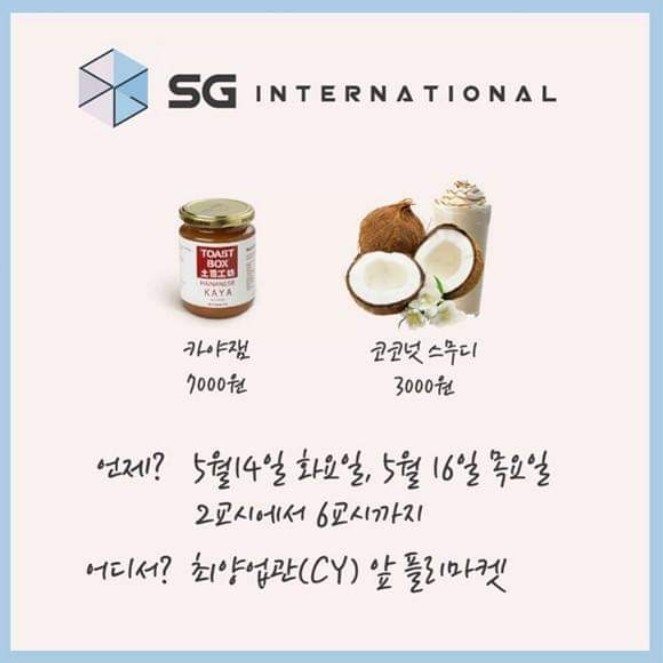 SG INTERNATIONAL
TOAST
BOX
土司工坊
HAINANESE
KAYA
카야잼
7000원
코코넛 스무디
3000원
언제? 5월14일 화요일, 5월 16일 목요일
2교시에서 6교시까지
어디서? 최양업관(CY) 앞 플리마켓